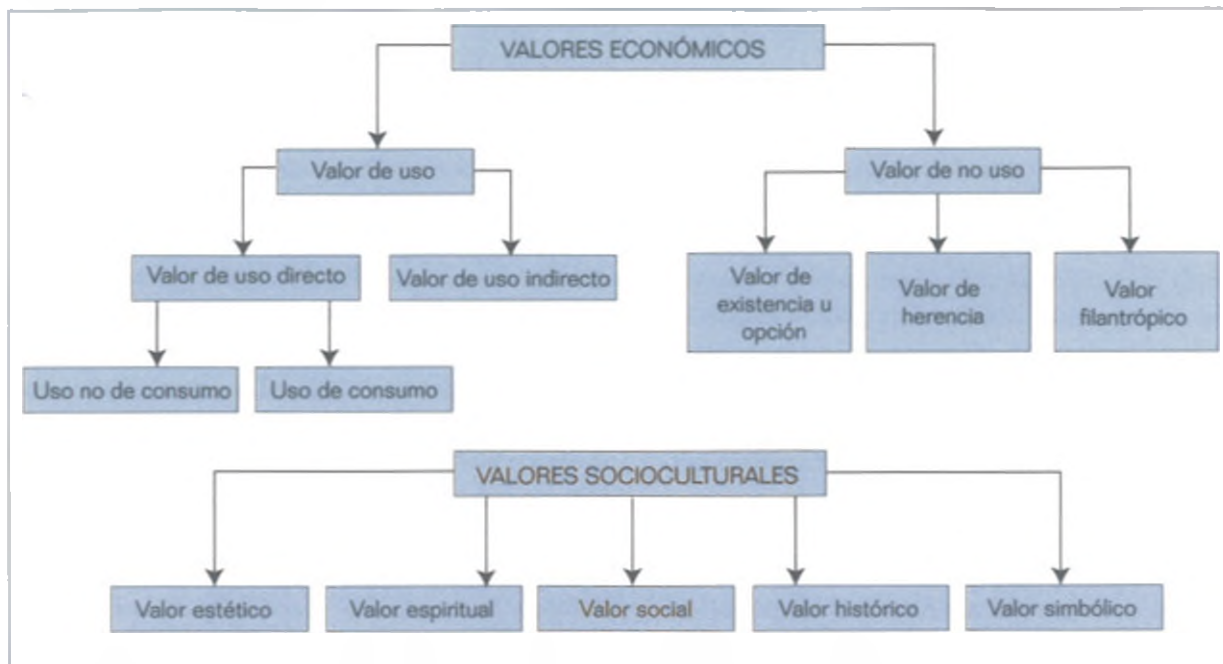 VALORES ECONÓMICOS
Valor de uso
Valor de no uso
Valor de uso directo
Valor de uso indirecto
Valor de
existencia u
opción
Valor de
herencia
Valor
filantrópico
Uso no de consumo
Uso de consumo
VALORES SOCIOCULTURALES
Valor estético
Valor espiritual
Valor social
Valor histórico
Valor simbólico